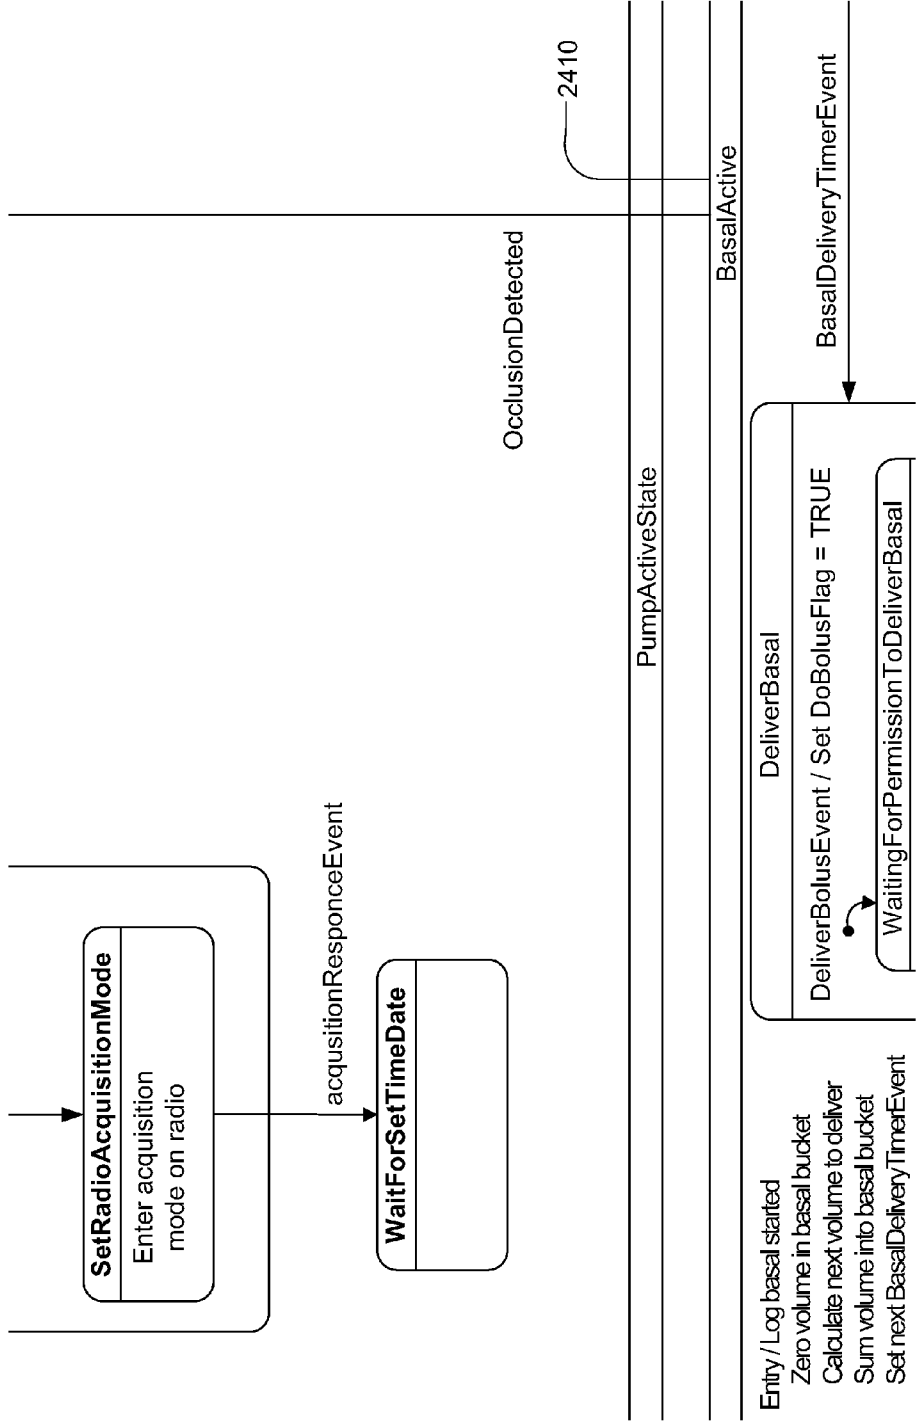 SetRadioAcquisitionMode
Enter acquisition
mode on radio
acqusitionResponceEvent
WaitForSetTimeDate
OcclusionDetected
2410
PumpActiveState
BasalActive
Entry / Log basal started
Zero volume in basal bucket
Calculate next volume to deliver
Sum volume into basal bucket
Set next BasalDeliveryTimerEvent
DeliverBasal
DeliverBolusEvent / Set DoBolusFlag = TRUE
WaitingForPermissionToDeliverBasal
BasalDeliveryTimerEvent